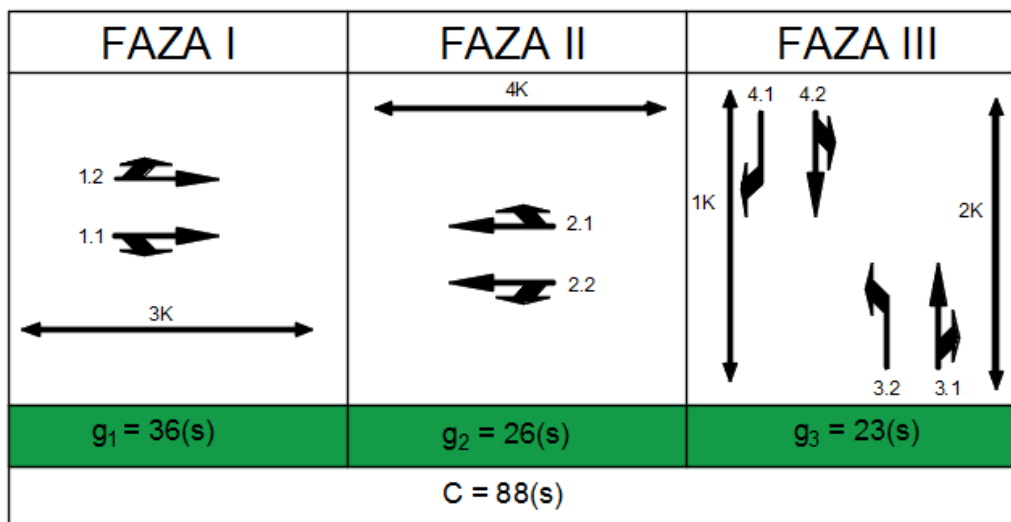 FAZA I
FAZA II
FAZA III
1.2
1.1
3K
4K
2.1
2.2
4.1 4.2
1K
2K
3.2 3.1
g₁ = 36(s)
g₂ = 26(s)
g₃ = 23(s)
C = 88(s)